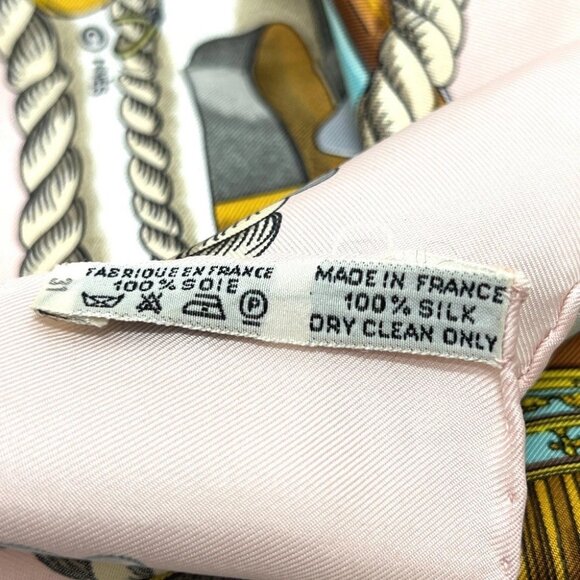 FABRIQUE EN FRANCE
100% SOIE
P
MADE IN FRANCE
100% SILK
DRY CLEAN ONLY
©